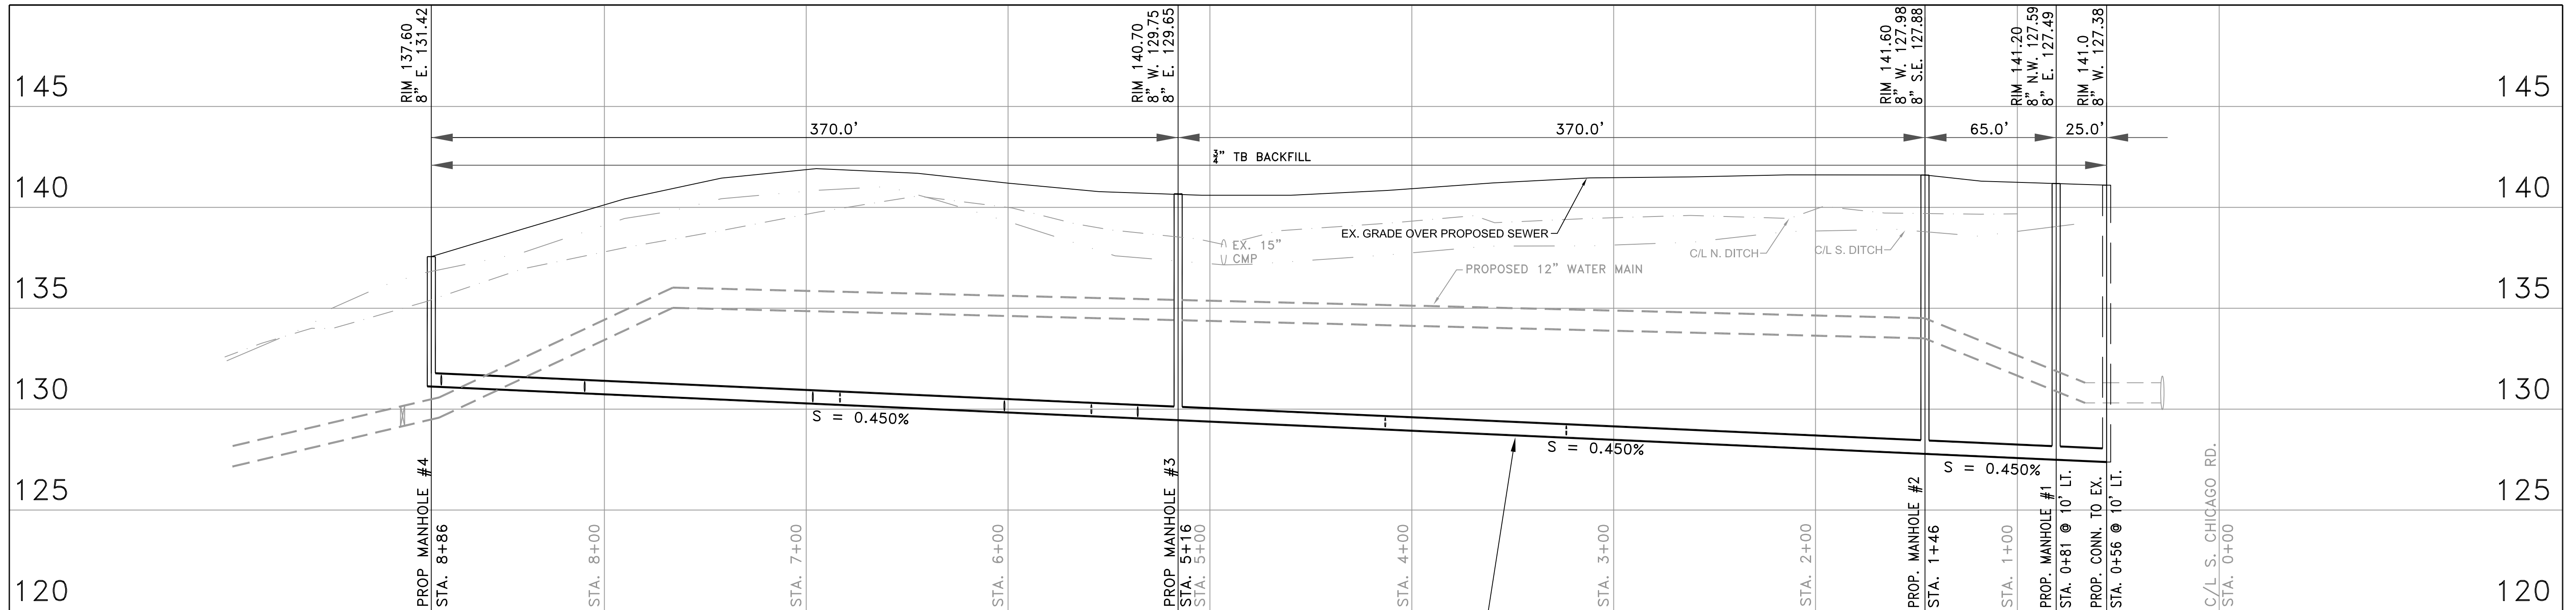 RIM 137.60
8" E. 131.42
RIM 140.70
8" W. 129.75
8" E. 129.65
RIM 141.60
8" W. 127.98
8" S.E. 127.88
RIM 141.20
8" N.W. 127.59
8" E. 127.49
RIM 141.0
8" W. 127.38
145
145
370.0'
370.0'
65.0'
25.0'
3/4" TB BACKFILL
140
140
EX. GRADE OVER PROPOSED SEWER
EX. 15"
CMP
C/L N. DITCH
C/L S. DITCH
PROPOSED 12" WATER MAIN
135
135
130
130
S = 0.450%
S = 0.450%
S = 0.450%
125
125
PROP MANHOLE #4
STA. 8+86
STA. 8+00
STA. 7+00
STA. 6+00
PROP MANHOLE #3
STA. 5+16
STA. 5+00
STA. 4+00
STA. 3+00
STA. 2+00
PROP. MANHOLE #2
STA. 1+46
STA. 1+00
PROP. MANHOLE #1
STA. 0+81 @ 10' LT.
PROP. CONN. TO EX.
STA. 0+56 @ 10' LT.
C/L S. CHICAGO RD.
STA. 0+00
120
120